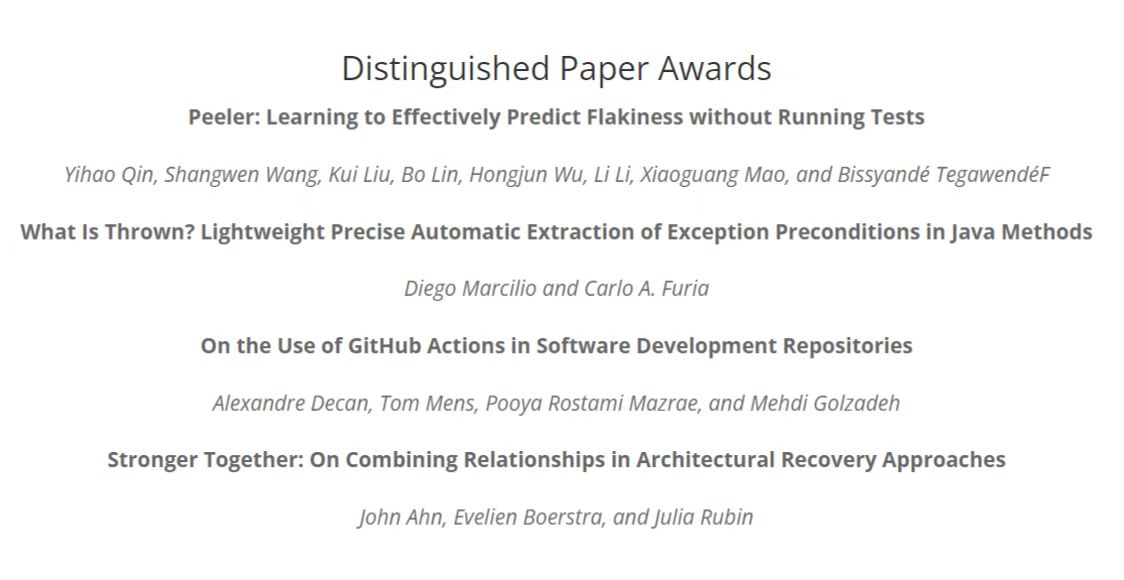 Distinguished Paper Awards
Peeler: Learning to Effectively Predict Flakiness without Running Tests
Yihao Qin, Shangwen Wang, Kui Liu, Bo Lin, Hongjun Wu, Li Li, Xiaoguang Mao, and Bissyandé TegawendéF
What Is Thrown? Lightweight Precise Automatic Extraction of Exception Preconditions in Java Methods
Diego Marcilio and Carlo A. Furia
On the Use of GitHub Actions in Software Development Repositories
Alexandre Decan, Tom Mens, Pooya Rostami Mazrae, and Mehdi Golzadeh
Stronger Together: On Combining Relationships in Architectural Recovery Approaches
John Ahn, Evelien Boerstra, and Julia Rubin